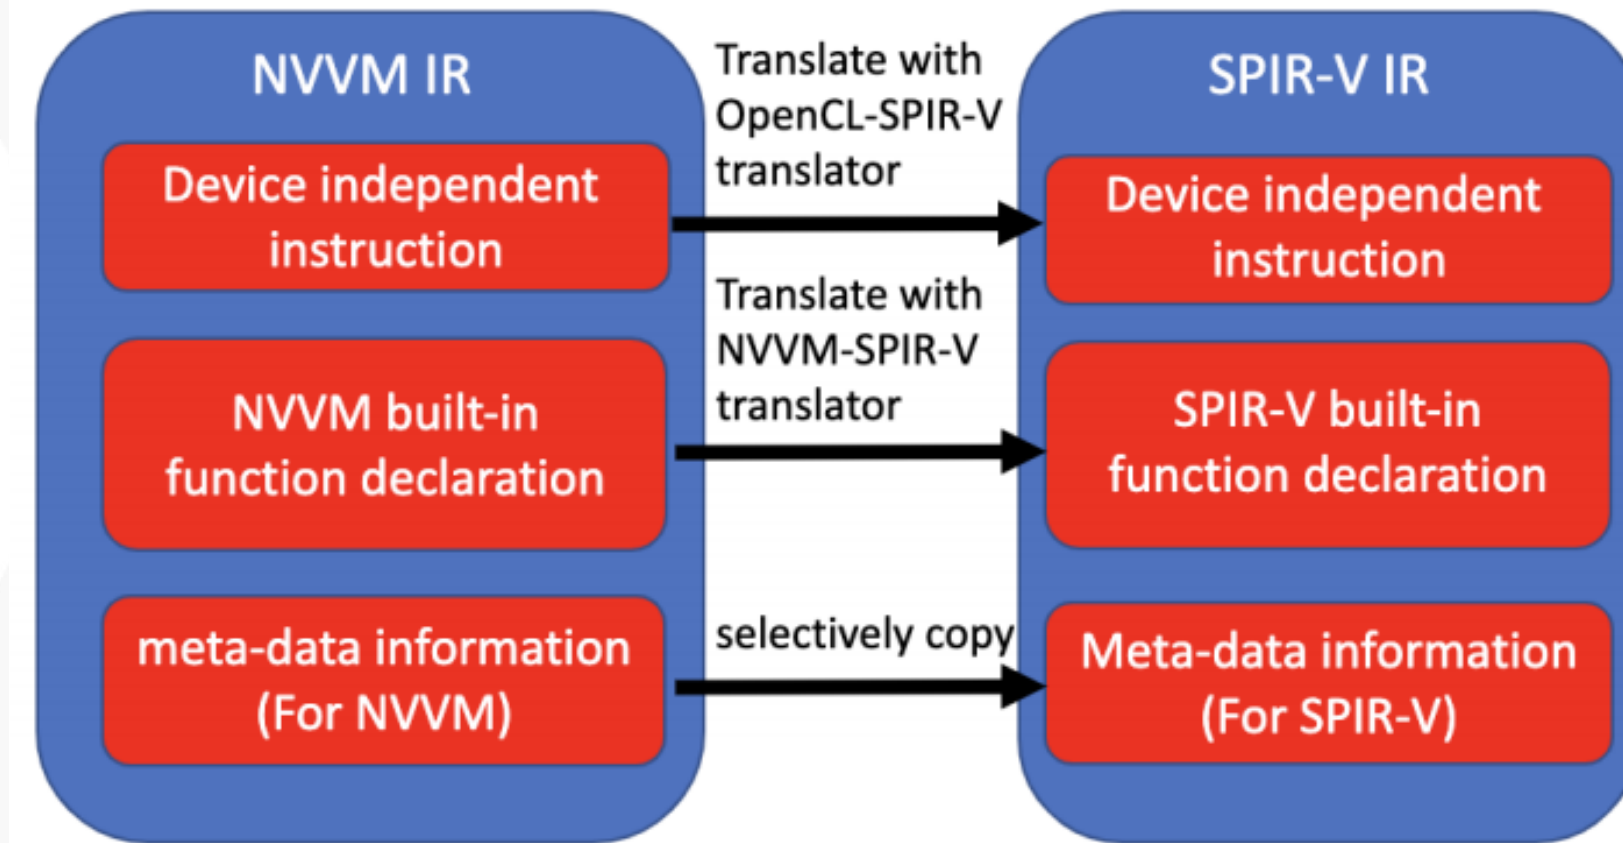 NVVM IR
Device independent
instruction
NVVM built-in
function declaration
meta-data information
(For NVVM)
Translate with
OpenCL-SPIR-V
translator
Translate with
NVVM-SPIR-V
translator
selectively copy
SPIR-V IR
Device independent
instruction
SPIR-V built-in
function declaration
Meta-data information
(For SPIR-V)